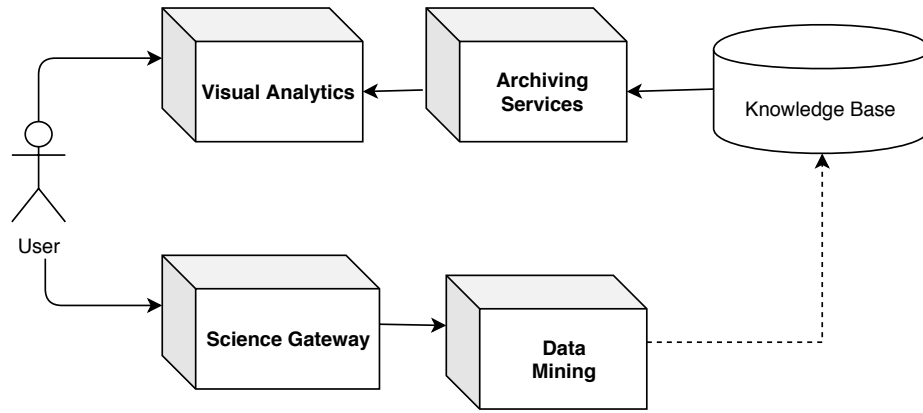 Visual Analytics
Archiving
Services
Knowledge Base
User
Science Gateway
Data
Mining